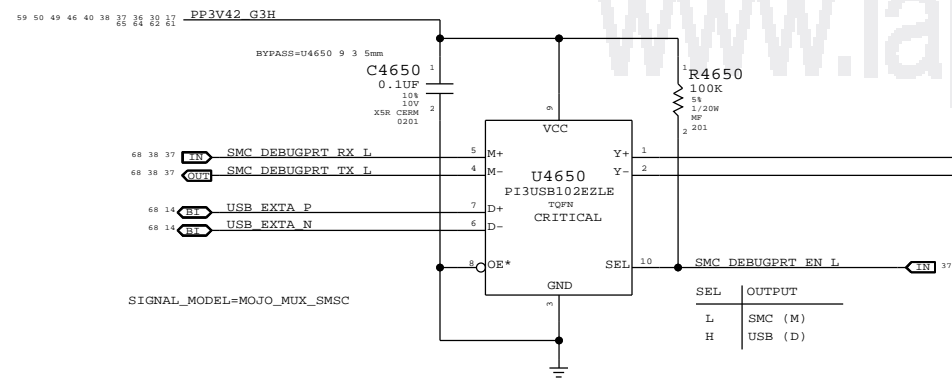 59 50 49 46 40 38 37 36 30 17
65 64 62 61
PP3V42_G3H
BYPASS=U4650 9 3 5mm
C4650
0.1UF
10%
10V
X5R CERM
0201
1
2
R4650
100K
5%
1/20W
MF
201
1
2
www.la
9
VCC
68 38 37 IN SMC_DEBUGPRT_RX_L 5 M+
68 38 37 OUT SMC_DEBUGPRT_TX_L 4 M-
68 14 BI USB_EXTA_P 7 D+
68 14 BI USB_EXTA_N 6 D-
8 OE*
U4650
PI3USB102EZLE
TQFN
CRITICAL
Y+ 1
Y- 2
SEL 10 SMC_DEBUGPRT_EN_L IN 37
GND
3
SIGNAL_MODEL=MOJO_MUX_SMSC
SEL OUTPUT
L SMC (M)
H USB (D)